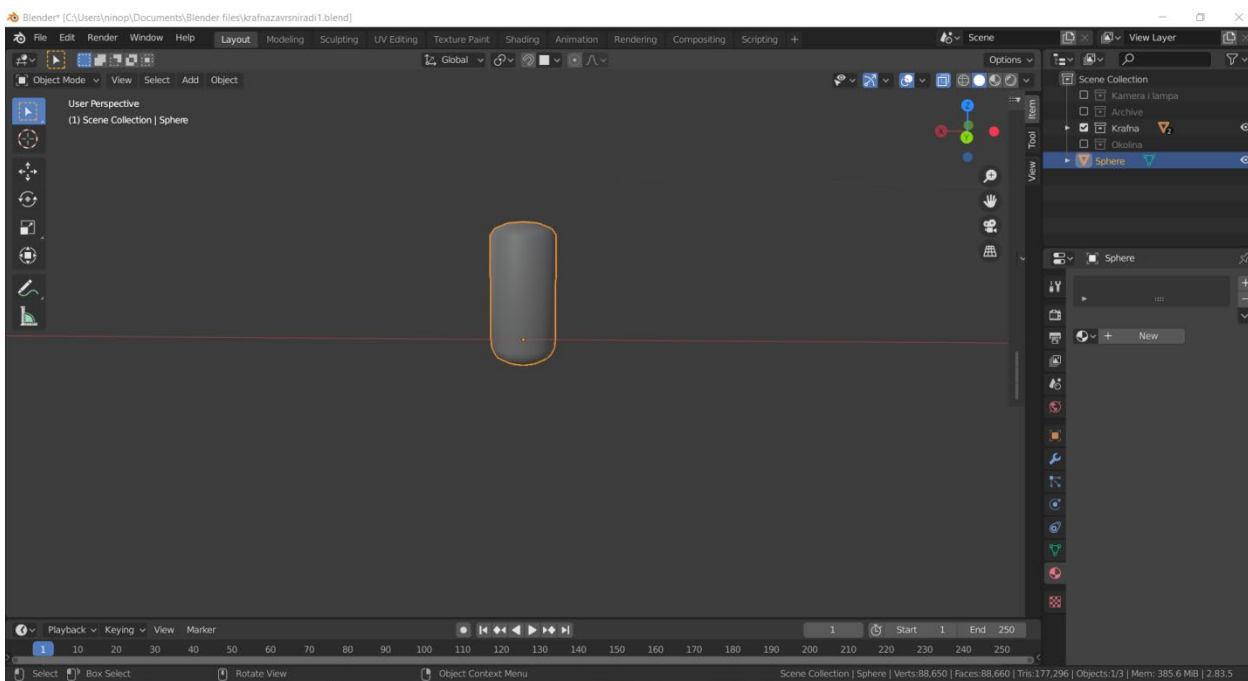 Blender* [C:\Users\ninop\Documents\Blender files\krafnazavrsniradi1.blend]
File Edit Render Window Help Layout Modeling Sculpting UV Editing Texture Paint Shading Animation Rendering Compositing Scripting + Scene View Layer
Global Options
Object Mode View Select Add Object
User Perspective
(1) Scene Collection | Sphere
Z
X
Y
Item
Tool
View
Scene Collection
Kamera i lampa
Archive
Krafna 2
Okolina
Sphere
Sphere
+ New
Playback Keying View Marker 1 Start 1 End 250
1 10 20 30 40 50 60 70 80 90 100 110 120 130 140 150 160 170 180 190 200 210 220 230 240 250
Select Box Select Rotate View Object Context Menu Scene Collection | Sphere | Verts:88,650 | Faces:88,660 | Tris:177,296 | Objects:1/3 | Mem: 385.6 MiB | 2.83.5